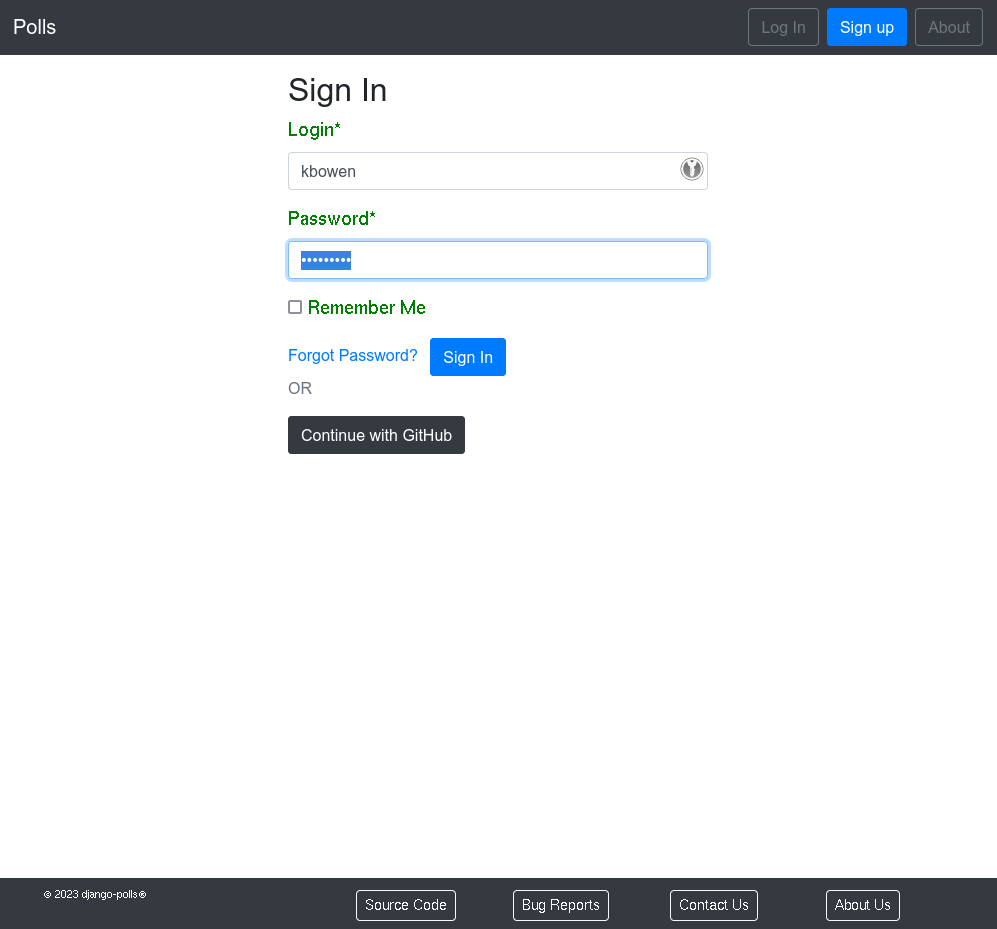 Polls Log In Sign up About
Sign In
Login*
kbowen
Password*
•••••••••
Remember Me
Forgot Password? Sign In
OR
Continue with GitHub
© 2023 django-polls® Source Code Bug Reports Contact Us About Us